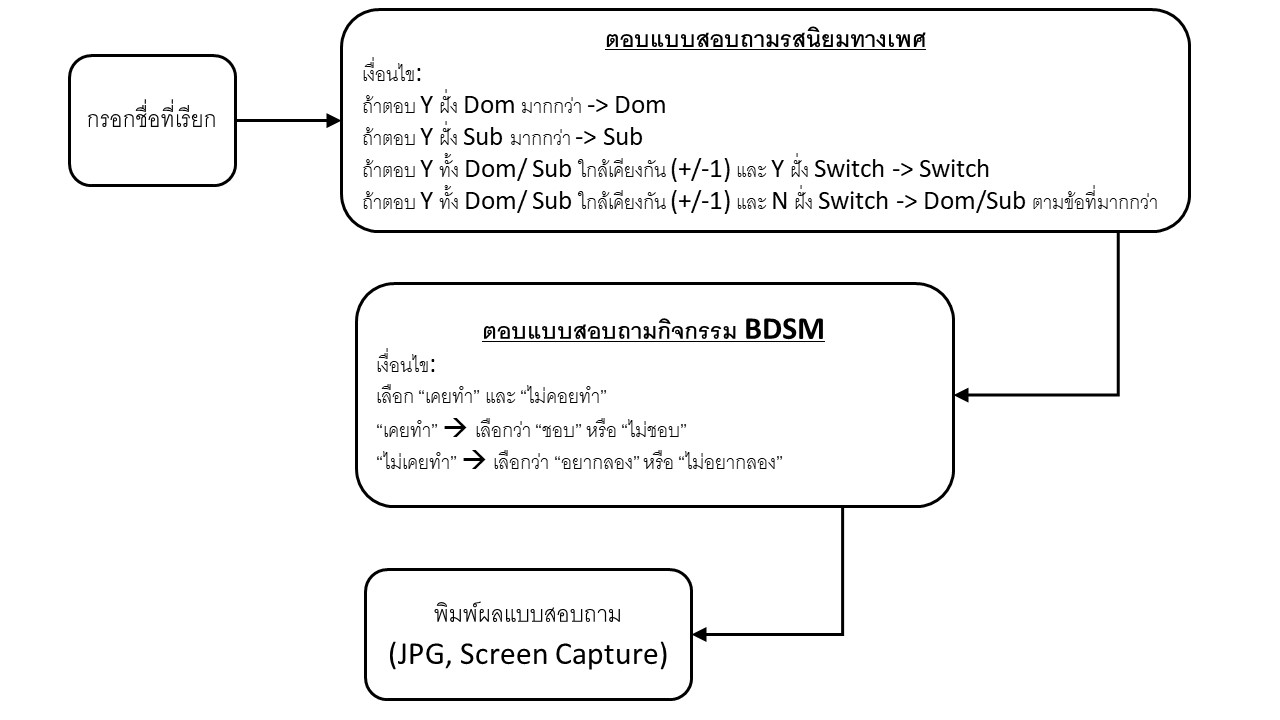 กรอกชื่อที่เรียก
ตอบแบบสอบถามรสนิยมทางเพศ
เงื่อนไข:
ถ้าตอบ Y ฝั่ง Dom มากกว่า -> Dom
ถ้าตอบ Y ฝั่ง Sub มากกว่า -> Sub
ถ้าตอบ Y ทั้ง Dom/ Sub ใกล้เคียงกัน (+/-1) และ Y ฝั่ง Switch -> Switch
ถ้าตอบ Y ทั้ง Dom/ Sub ใกล้เคียงกัน (+/-1) และ N ฝั่ง Switch -> Dom/Sub ตามข้อที่มากกว่า
ตอบแบบสอบถามกิจกรรม BDSM
เงื่อนไข:
เลือก “เคยทำ” และ “ไม่คอยทำ”
“เคยทำ” → เลือกว่า “ชอบ” หรือ “ไม่ชอบ”
“ไม่เคยทำ” → เลือกว่า “อยากลอง” หรือ “ไม่อยากลอง”
พิมพ์ผลแบบสอบถาม
(JPG, Screen Capture)